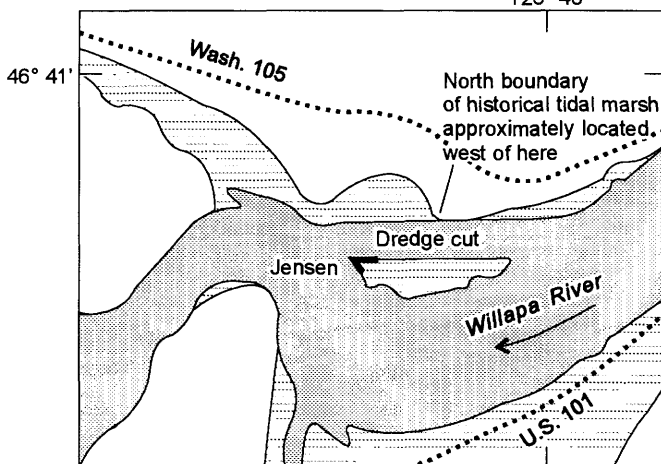 Wash. 105
46° 41'
North boundary
of historical tidal marsh
approximately located
west of here
Dredge cut
Jensen
Willapa River
U.S. 101